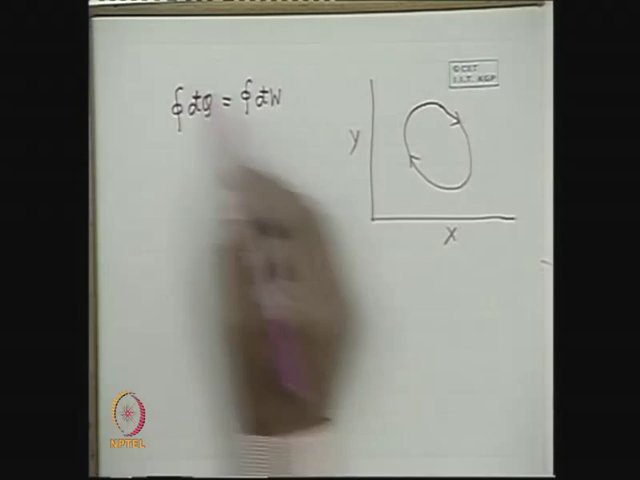 ∮đQ = ∮đW
© CET
I.I.T. KGP
Y
X
NPTEL